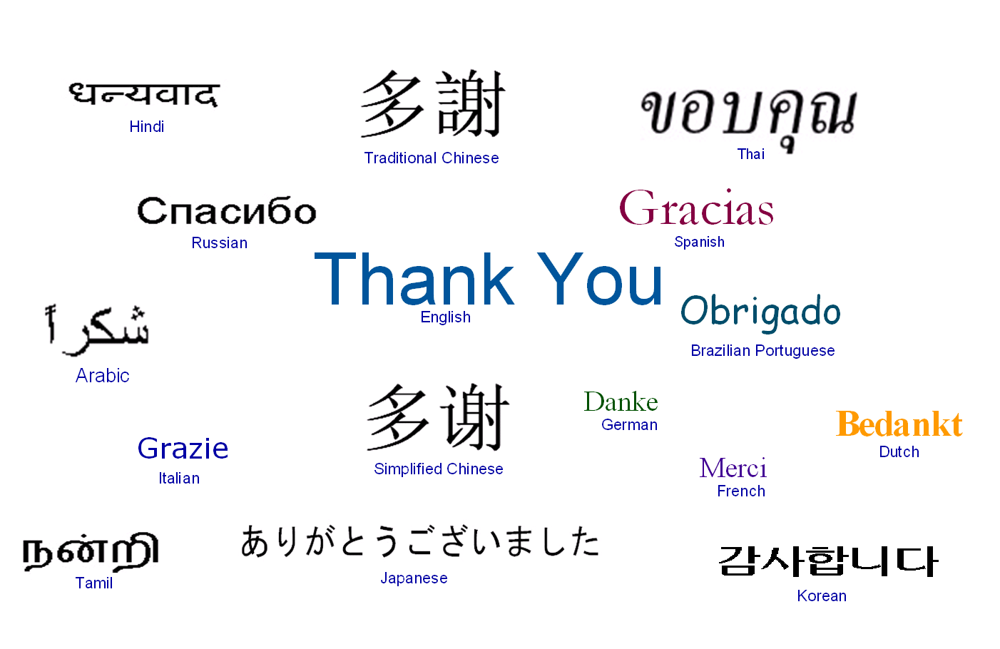 धन्यवाद
Hindi
多謝
Traditional Chinese
ขอบคุณ
Thai
Спасибо
Russian
Gracias
Spanish
Thank You
English
Obrigado
Brazilian Portuguese
شكراً
Arabic
多谢
Simplified Chinese
Danke
German
Bedankt
Dutch
Grazie
Italian
Merci
French
நன்றி
Tamil
ありがとうございました
Japanese
감사합니다
Korean